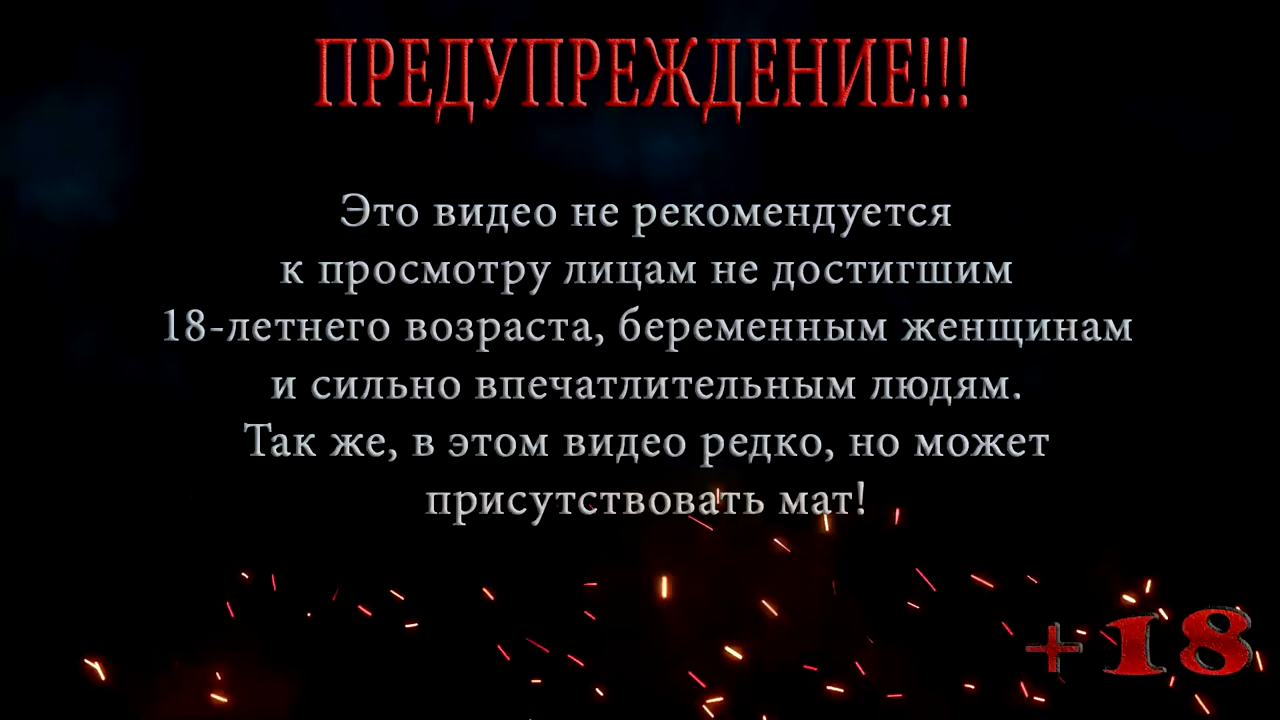 ПРЕДУПРЕЖДЕНИЕ!!!
Это видео не рекомендуется
к просмотру лицам не достигшим
18-летнего возраста, беременным женщинам
и сильно впечатлительным людям.
Так же, в этом видео редко, но может
присутствовать мат!
+18